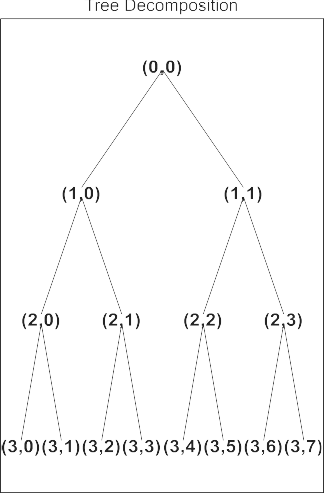 Tree Decomposition
(0,0)
(1,0) (1,1)
(2,0) (2,1) (2,2) (2,3)
(3,0) (3,1) (3,2) (3,3) (3,4) (3,5) (3,6) (3,7)